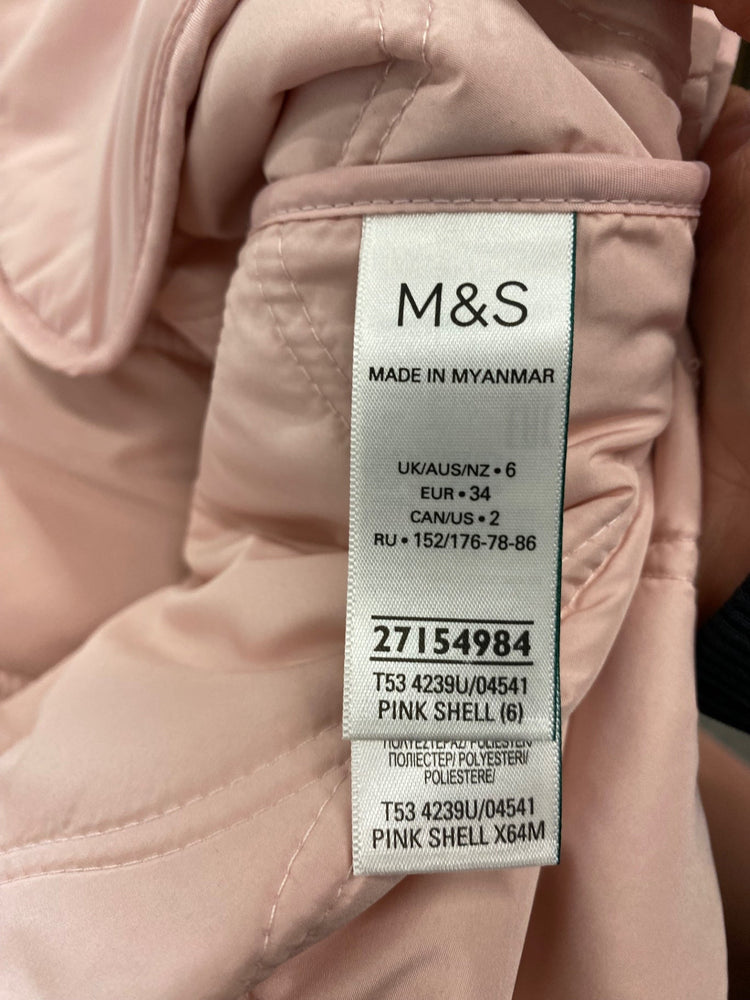 M&S
MADE IN MYANMAR
UK/AUS/NZ • 6
EUR • 34
CAN/US • 2
RU • 152/176-78-86
27154984
T53 4239U/04541
PINK SHELL (6)
ПОЛІЕСТЕР/ POLYESTERI/
POLIESTERE/
T53 4239U/04541
PINK SHELL X64M